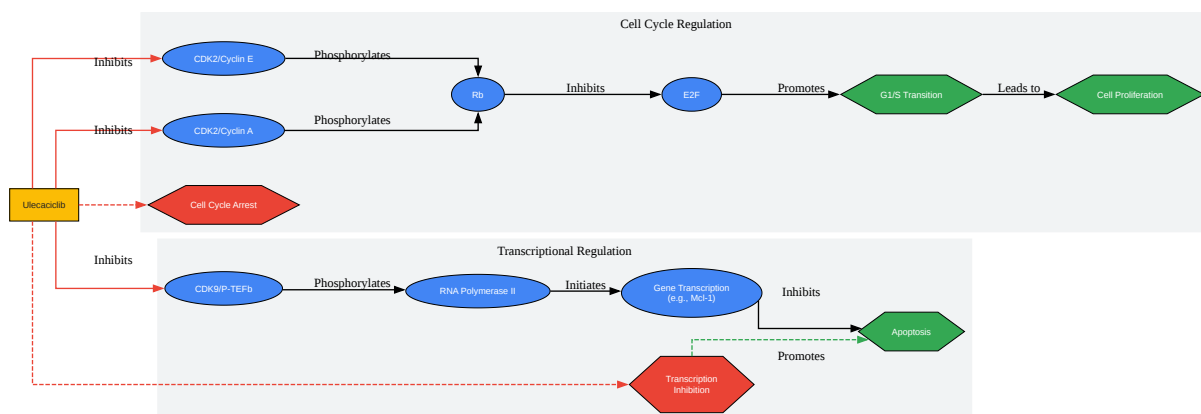 Cell Cycle Regulation
Inhibits
CDK2/Cyclin E
Phosphorylates
Rb
Inhibits
E2F
Promotes
G1/S Transition
Leads to
Cell Proliferation
Inhibits
CDK2/Cyclin A
Phosphorylates
Ulecaciclib
Cell Cycle Arrest
Transcriptional Regulation
Inhibits
CDK9/P-TEFb
Phosphorylates
RNA Polymerase II
Initiates
Gene Transcription
(e.g., Mcl-1)
Inhibits
Apoptosis
Promotes
Transcription
Inhibition